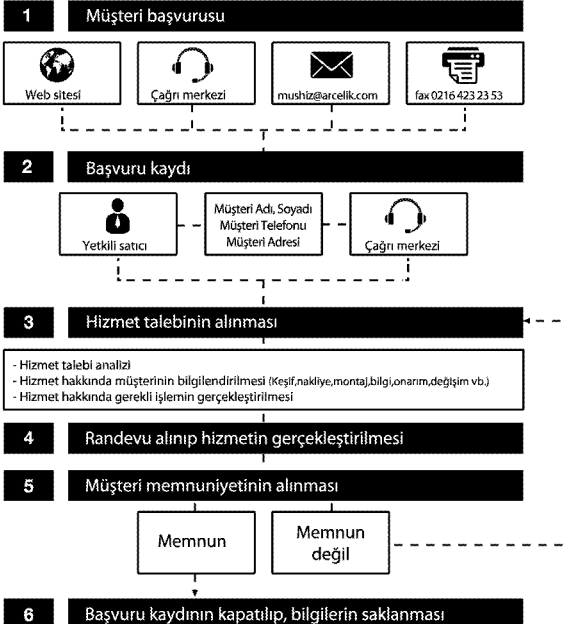 1 Müşteri başvurusu
Web sitesi
Çağrı merkezi
mushiz@arcelik.com
fax 0216 423 23 53
2 Başvuru kaydı
Yetkili satıcı
Müşteri Adı, Soyadı
Müşteri Telefonu
Müşteri Adresi
Çağrı merkezi
3 Hizmet talebinin alınması
- Hizmet talebi analizi
- Hizmet hakkında müşterinin bilgilendirilmesi (Keşif,nakliye,montaj,bilgi,onarım,değişim vb.)
- Hizmet hakkında gerekli işlemin gerçekleştirilmesi
4 Randevu alınıp hizmetin gerçekleştirilmesi
5 Müşteri memnuniyetinin alınması
Memnun
Memnun
değil
6 Başvuru kaydının kapatılıp, bilgilerin saklanması